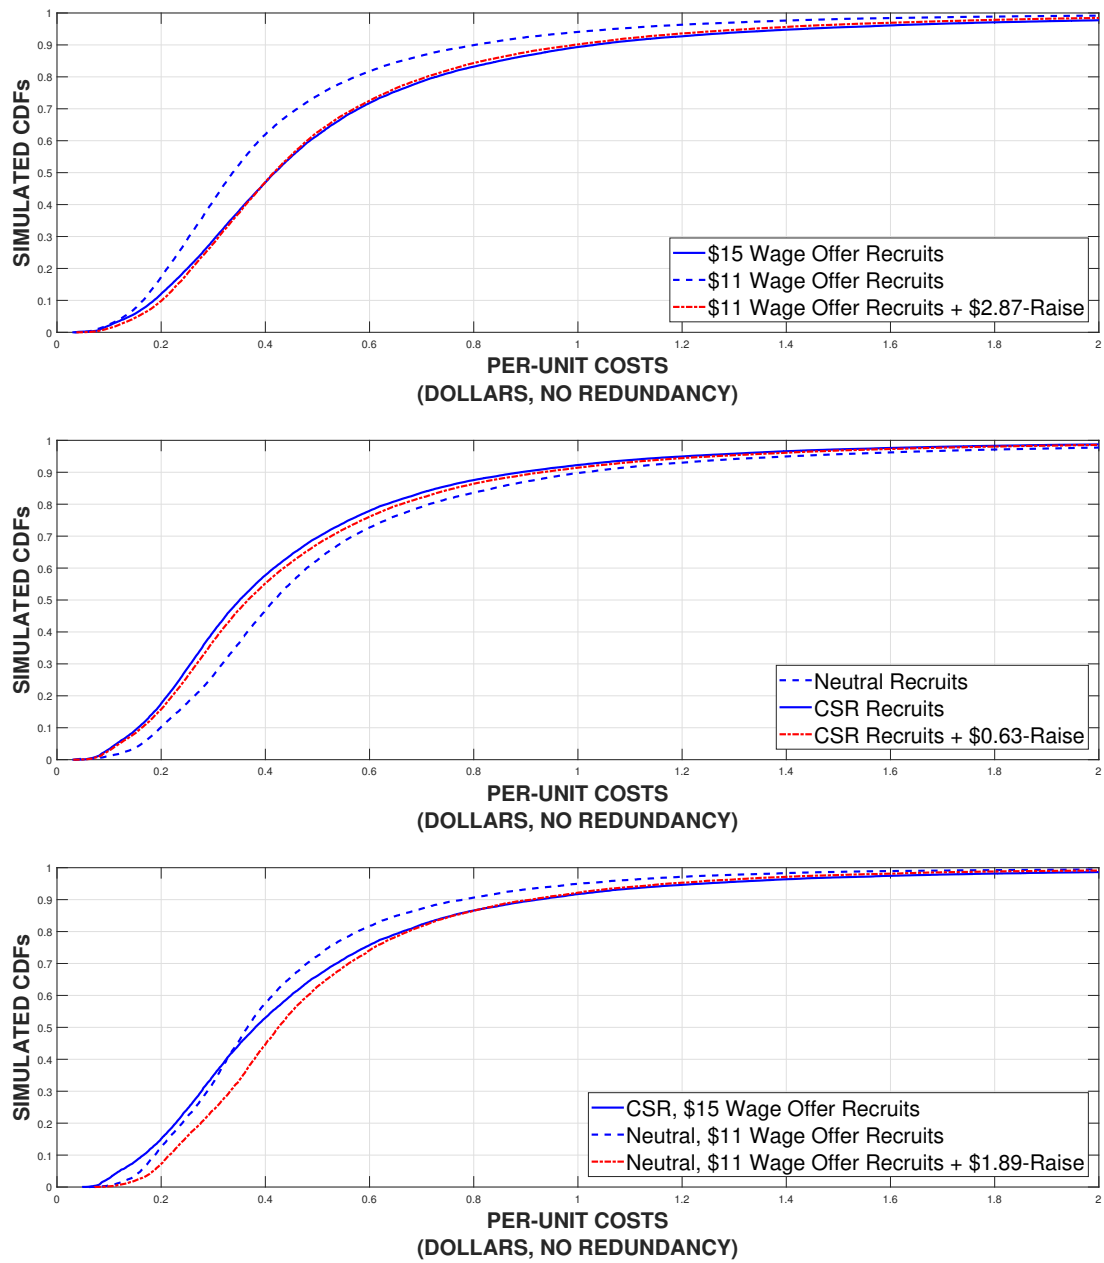 SIMULATED CDFs
1
0.9
0.8
0.7
0.6
0.5
0.4
0.3
0.2
0.1
0
$15 Wage Offer Recruits
$11 Wage Offer Recruits
$11 Wage Offer Recruits + $2.87-Raise
0 0.2 0.4 0.6 0.8 1 1.2 1.4 1.6 1.8 2
PER-UNIT COSTS
(DOLLARS, NO REDUNDANCY)
SIMULATED CDFs
1
0.9
0.8
0.7
0.6
0.5
0.4
0.3
0.2
0.1
0
Neutral Recruits
CSR Recruits
CSR Recruits + $0.63-Raise
0 0.2 0.4 0.6 0.8 1 1.2 1.4 1.6 1.8 2
PER-UNIT COSTS
(DOLLARS, NO REDUNDANCY)
SIMULATED CDFs
1
0.9
0.8
0.7
0.6
0.5
0.4
0.3
0.2
0.1
0
CSR, $15 Wage Offer Recruits
Neutral, $11 Wage Offer Recruits
Neutral, $11 Wage Offer Recruits + $1.89-Raise
0 0.2 0.4 0.6 0.8 1 1.2 1.4 1.6 1.8 2
PER-UNIT COSTS
(DOLLARS, NO REDUNDANCY)